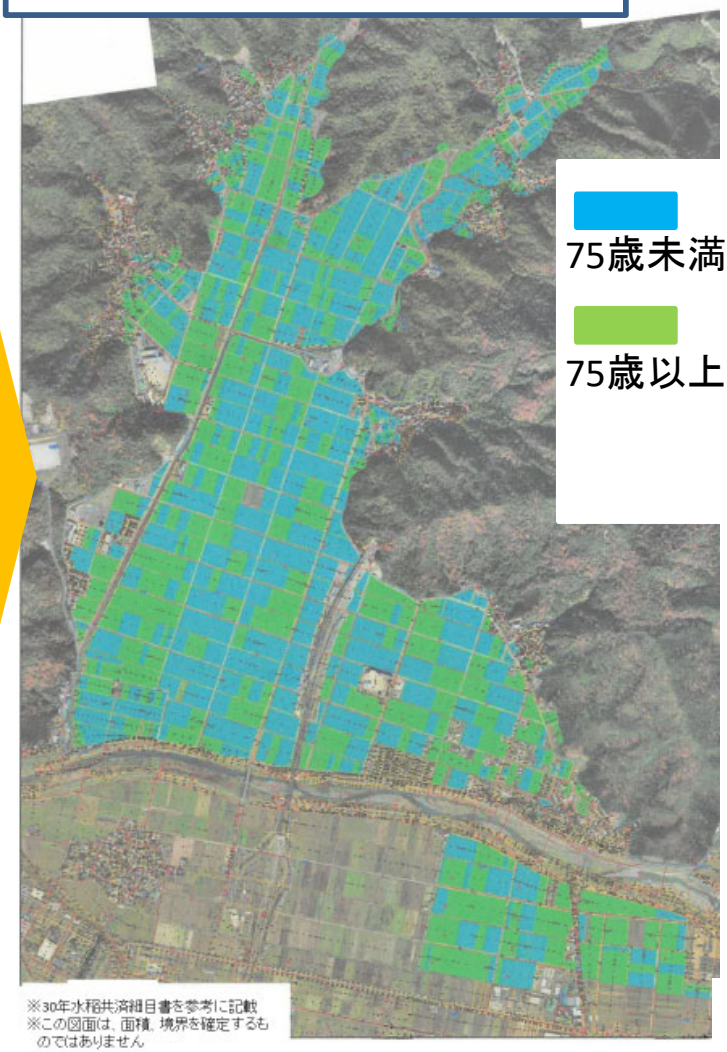 75歳未満
75歳以上
※30年水稲共済細目書を参考に記載
※この図面は、面積、境界を確定するも
のではありません